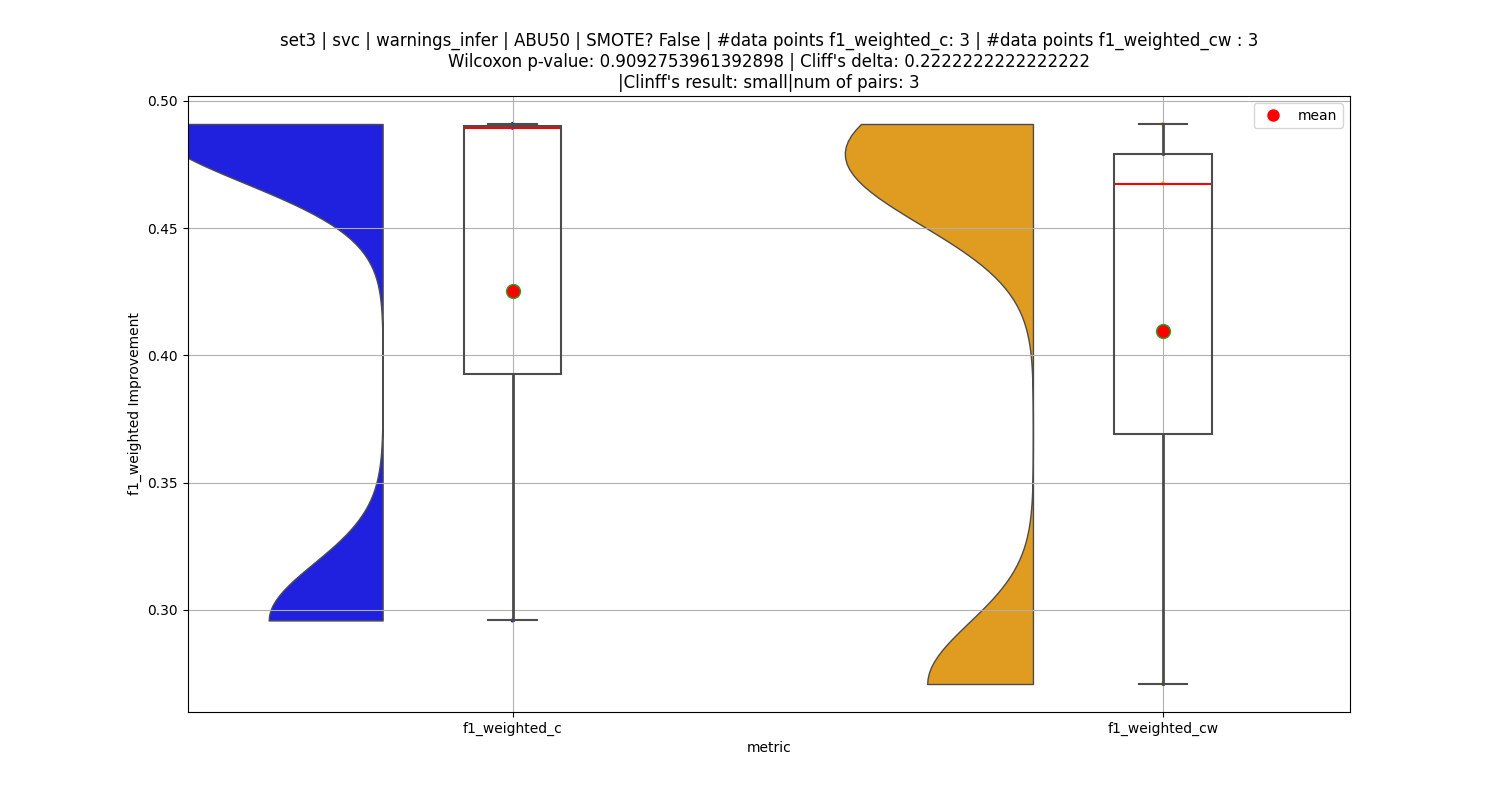 set3 | svc | warnings_infer | ABU50 | SMOTE? False | #data points f1_weighted_c: 3 | #data points f1_weighted_cw : 3
Wilcoxon p-value: 0.9092753961392898 | Cliff's delta: 0.2222222222222222
|Clinff's result: small|num of pairs: 3
mean
0.50
0.45
0.40
0.35
0.30
f1_weighted Improvement
f1_weighted_c
f1_weighted_cw
metric